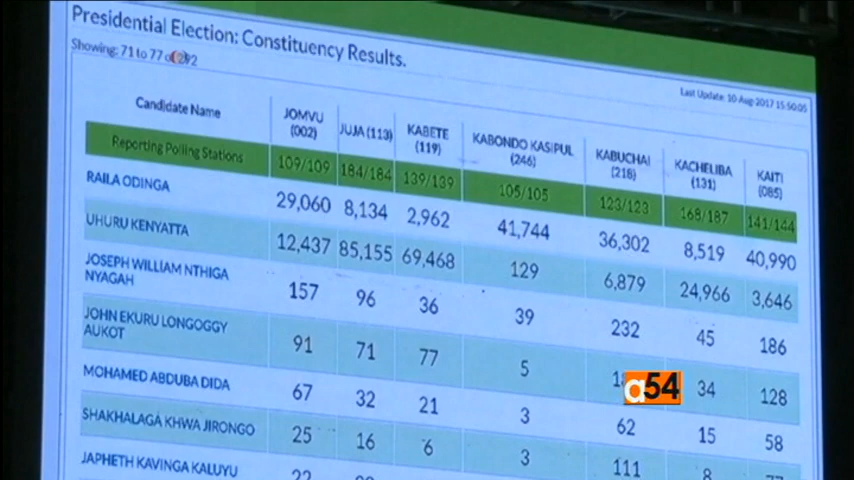 Presidential Election: Constituency Results.
Showing: 71 to 77 of 292
Last Update: 10-Aug-2017 15:50:05
Candidate Name JOMVU (002) JUJA (113) KABETE (119) KABONDO KASIPUL (246) KABUCHAI (218) KACHELIBA (131) KAITI (085)
Reporting Polling Stations 109/109 184/184 139/139 105/105 123/123 168/187 141/144
RAILA ODINGA 29,060 8,134 2,962 41,744 36,302 8,519 40,990
UHURU KENYATTA 12,437 85,155 69,468 129 6,879 24,966 3,646
JOSEPH WILLIAM NTHIGA NYAGAH 157 96 36 39 232 45 186
JOHN EKURU LONGOGGY AUKOT 91 71 77 5 34 128
a54
MOHAMED ABDUBA DIDA 67 32 21 3 62 15 58
SHAKHALAGA KHWA JIRONGO 25 16 6 3 111 8
JAPHETH KAVINGA KALUYU